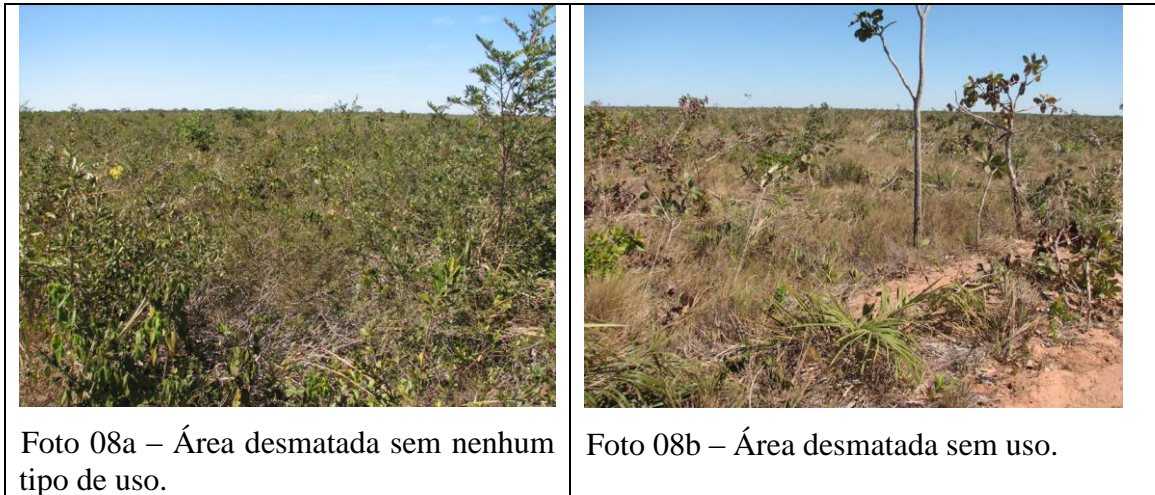 Foto 08a – Área desmatada sem nenhum
tipo de uso.
Foto 08b – Área desmatada sem uso.